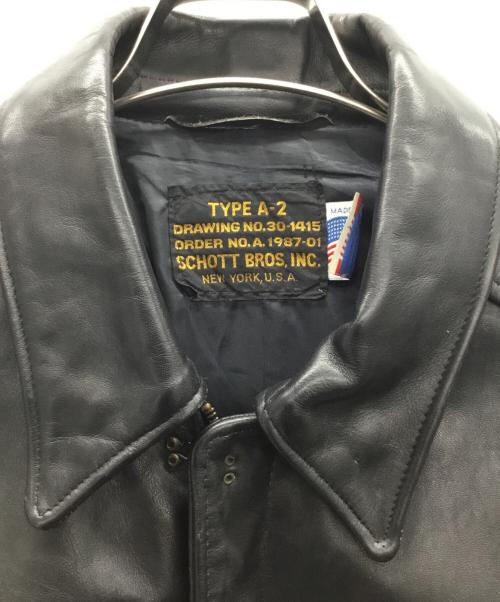 TYPE A-2
DRAWING NO.30-1415
ORDER NO.A.1987-01
SCHOTT BROS, INC.
NEW YORK, U.S.A.
MADE